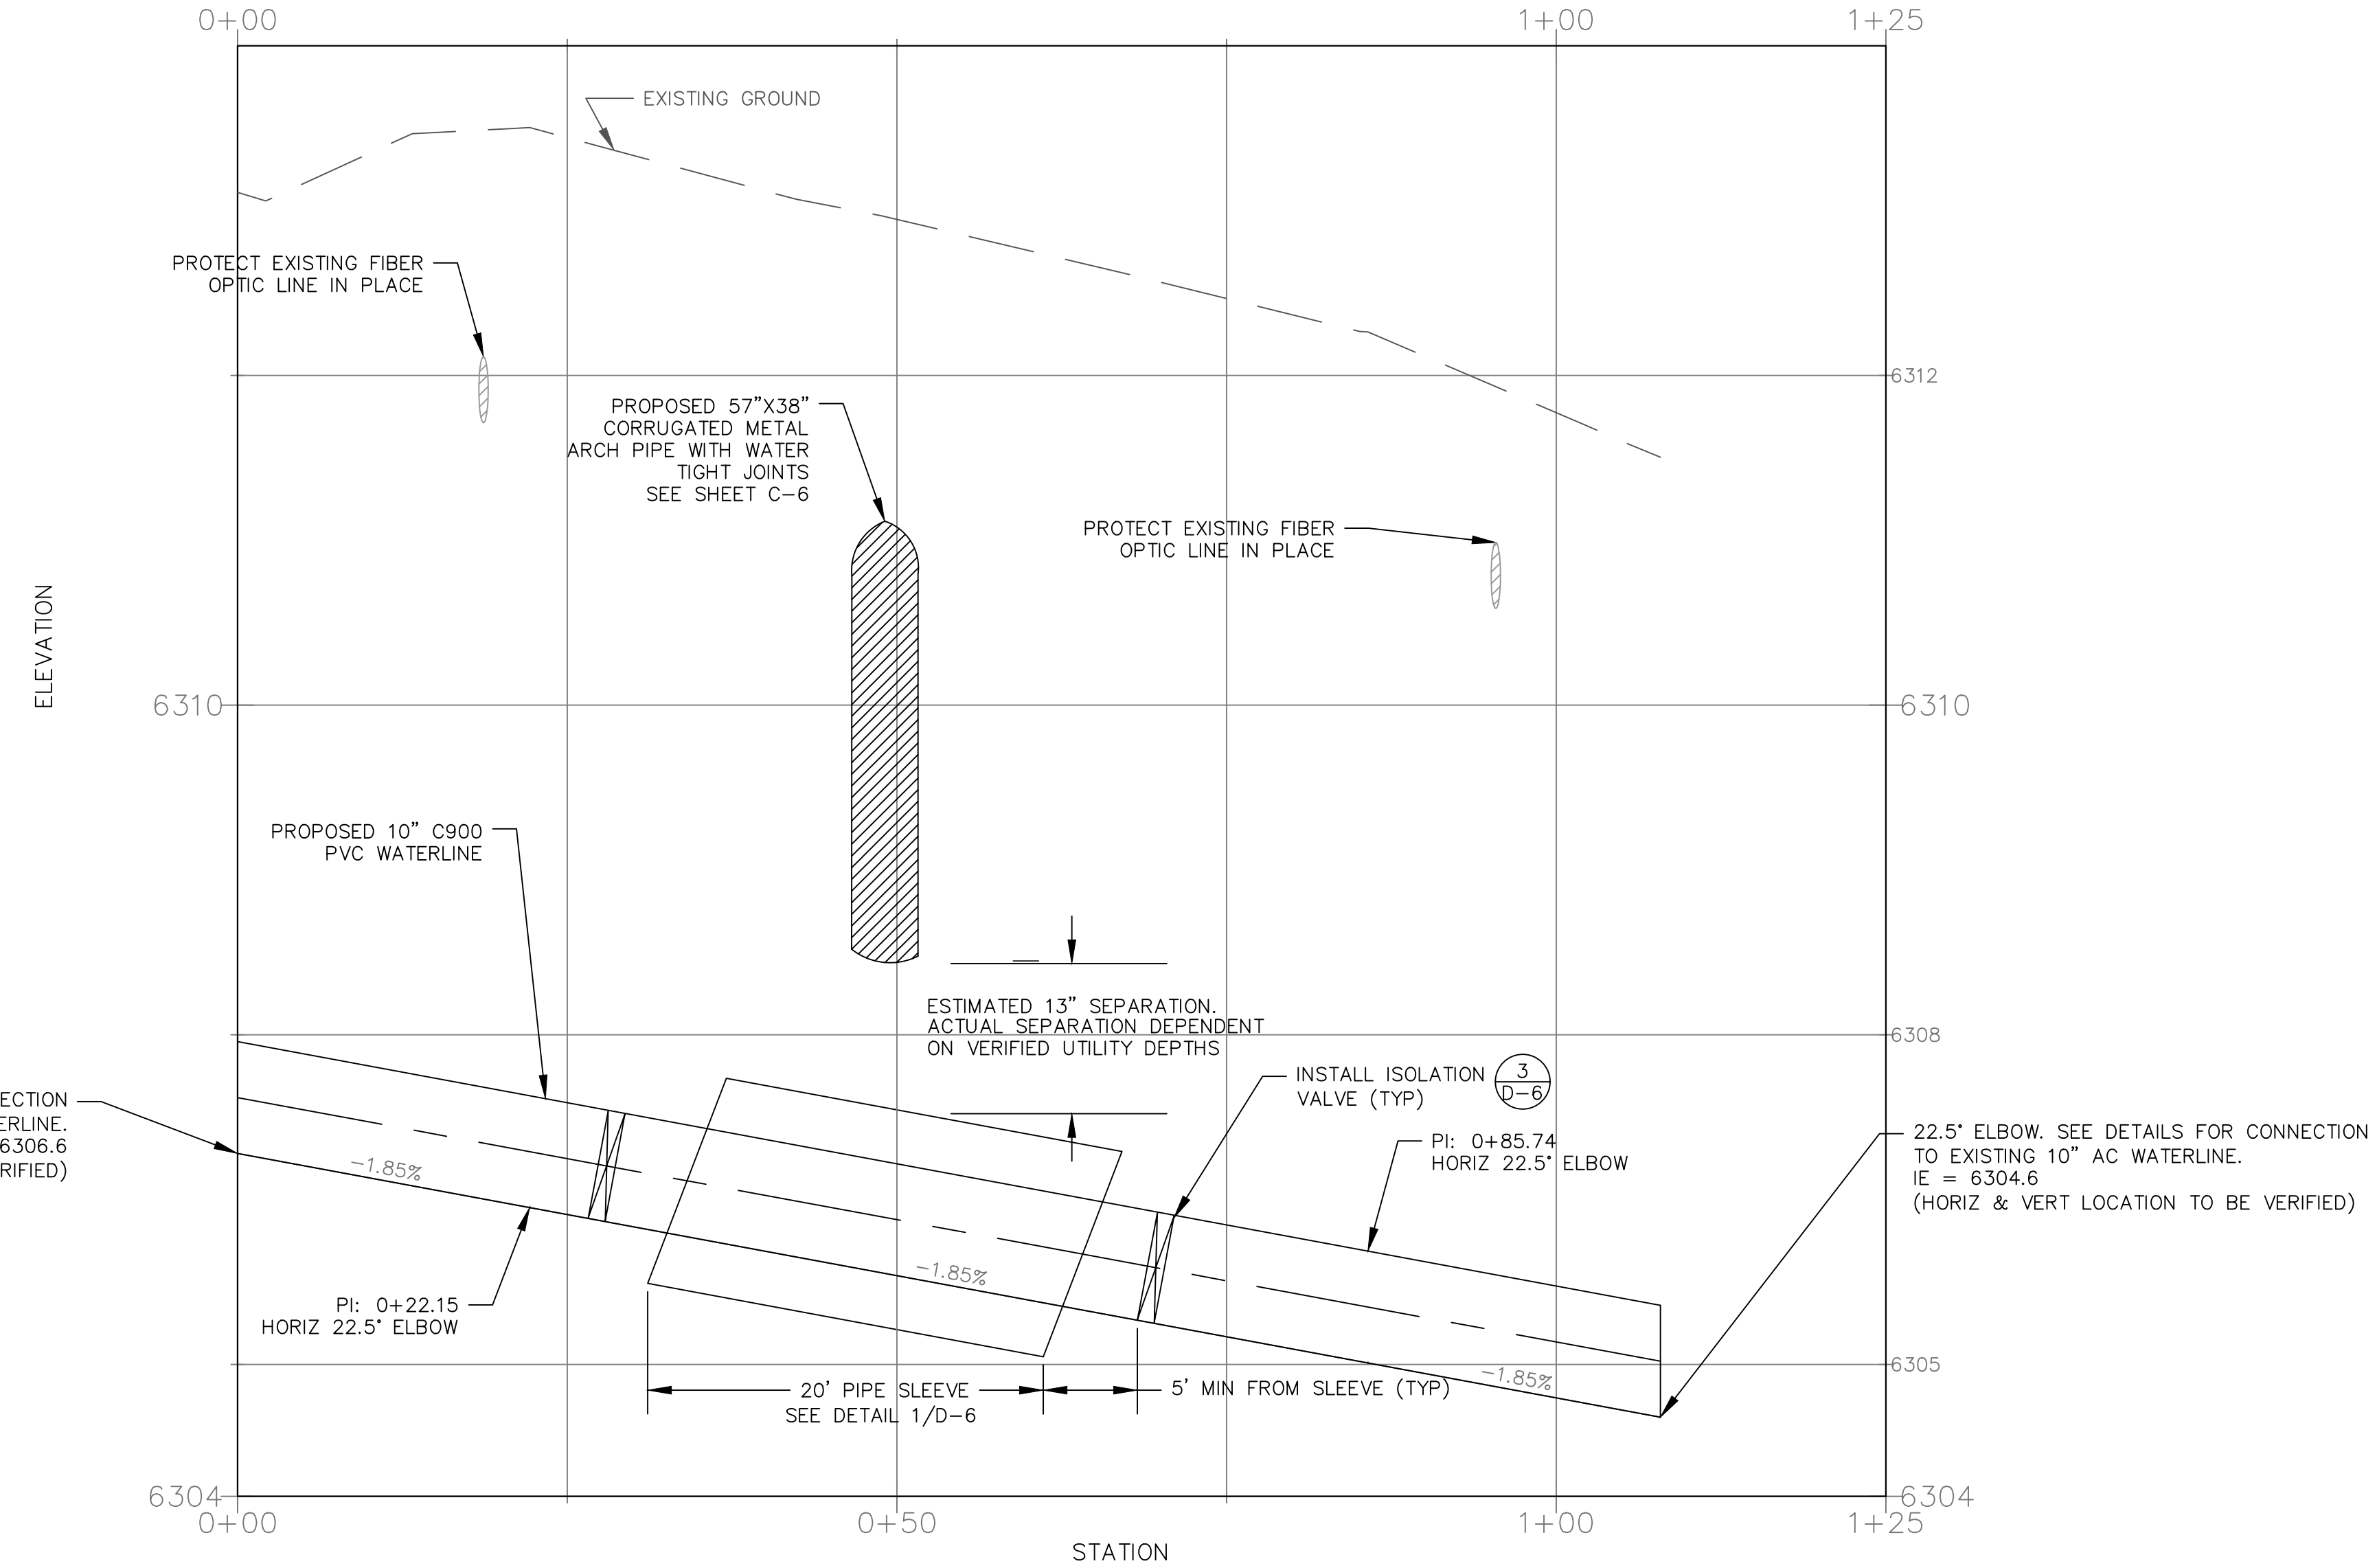 0+00
1+00
1+25
EXISTING GROUND
PROTECT EXISTING FIBER
OPTIC LINE IN PLACE
6312
PROPOSED 57"X38"
CORRUGATED METAL
ARCH PIPE WITH WATER
TIGHT JOINTS
SEE SHEET C-6
PROTECT EXISTING FIBER
OPTIC LINE IN PLACE
ELEVATION
6310
6310
PROPOSED 10" C900
PVC WATERLINE
ESTIMATED 13" SEPARATION.
ACTUAL SEPARATION DEPENDENT
ON VERIFIED UTILITY DEPTHS
6308
INSTALL ISOLATION
VALVE (TYP)
3
D-6
ECTION
ERLINE.
6306.6
RIFIED)
-1.85%
PI: 0+85.74
HORIZ 22.5° ELBOW
22.5° ELBOW. SEE DETAILS FOR CONNECTION
TO EXISTING 10" AC WATERLINE.
IE = 6304.6
(HORIZ & VERT LOCATION TO BE VERIFIED)
-1.85%
PI: 0+22.15
HORIZ 22.5° ELBOW
6305
-1.85%
20' PIPE SLEEVE
SEE DETAIL 1/D-6
5' MIN FROM SLEEVE (TYP)
6304
6304
0+00
0+50
1+00
1+25
STATION